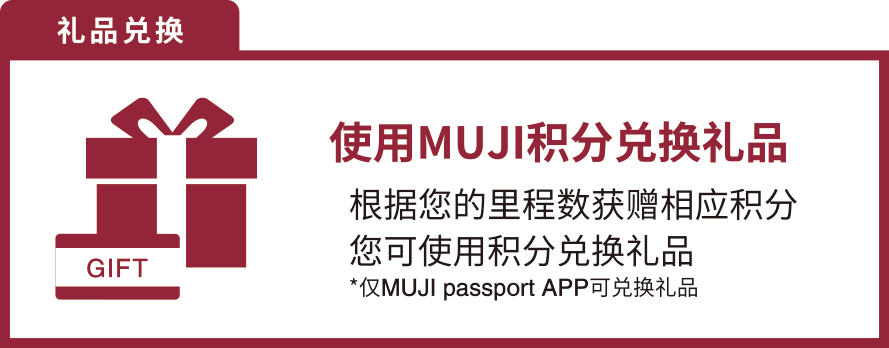 礼品兑换
使用MUJI积分兑换礼品
根据您的里程数获赠相应积分
您可使用积分兑换礼品
*仅MUJI passport APP可兑换礼品
GIFT